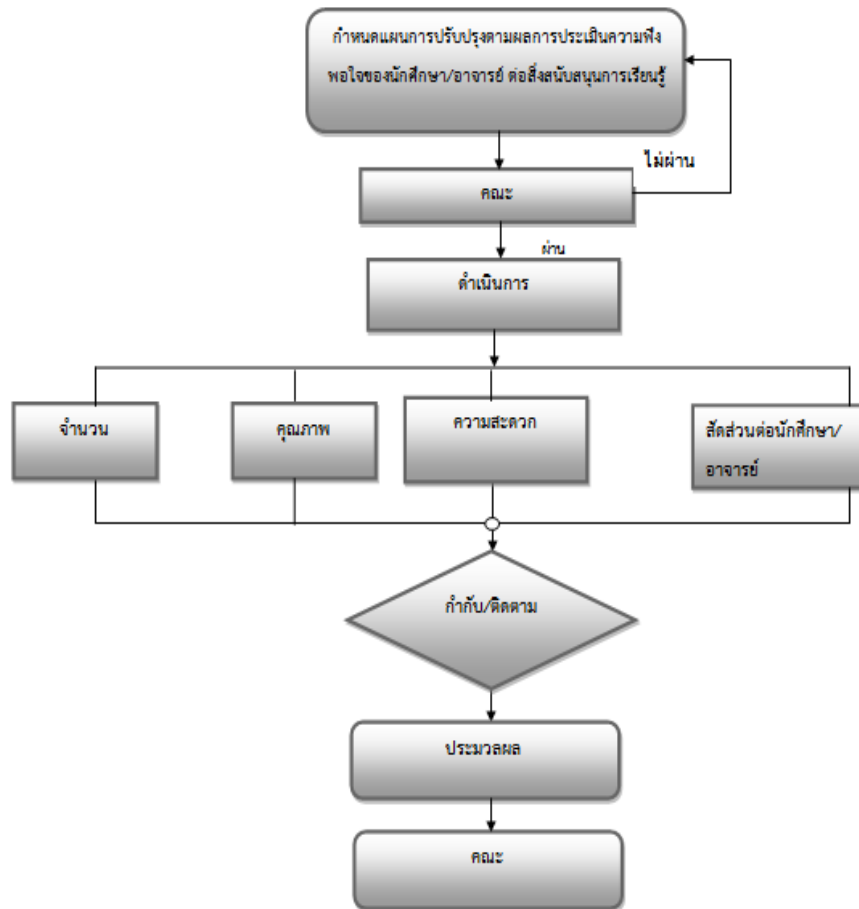 กำหนดแผนการปรับปรุงตามผลการประเมินความพึง
พอใจของนักศึกษา/อาจารย์ ต่อสิ่งสนับสนุนการเรียนรู้
ไม่ผ่าน
คณะ
ผ่าน
ดำเนินการ
จำนวน
คุณภาพ
ความสะดวก
สัดส่วนต่อนักศึกษา/
อาจารย์
กำกับ/ติดตาม
ประมวลผล
คณะ